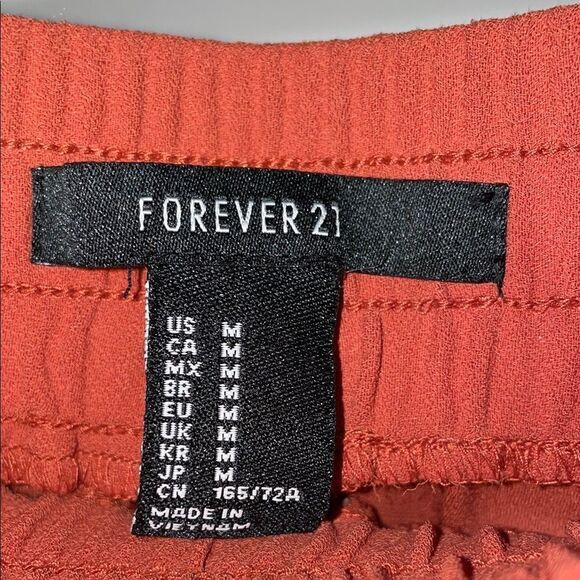 FOREVER 21
US M
CA M
MX M
BR M
EU M
UK M
KR M
JP M
CN 165/72A
MADE IN
VIETNAM